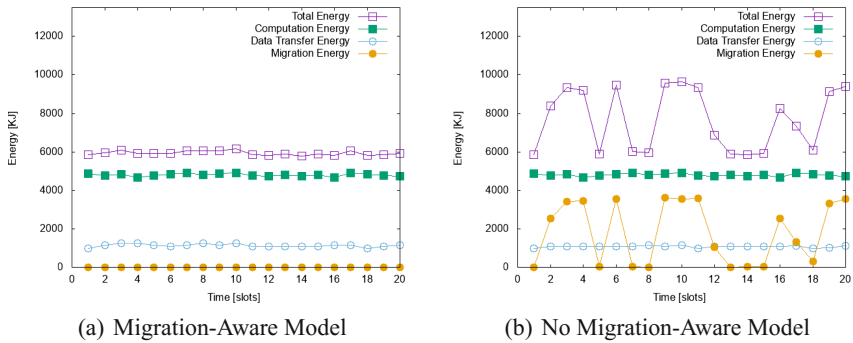 Total Energy
Computation Energy
Data Transfer Energy
Migration Energy
12000
10000
8000
6000
4000
2000
0
Energy [KJ]
0 2 4 6 8 10 12 14 16 18 20
Time [slots]
(a) Migration-Aware Model
Total Energy
Computation Energy
Data Transfer Energy
Migration Energy
12000
10000
8000
6000
4000
2000
0
Energy [KJ]
0 2 4 6 8 10 12 14 16 18 20
Time [slots]
(b) No Migration-Aware Model